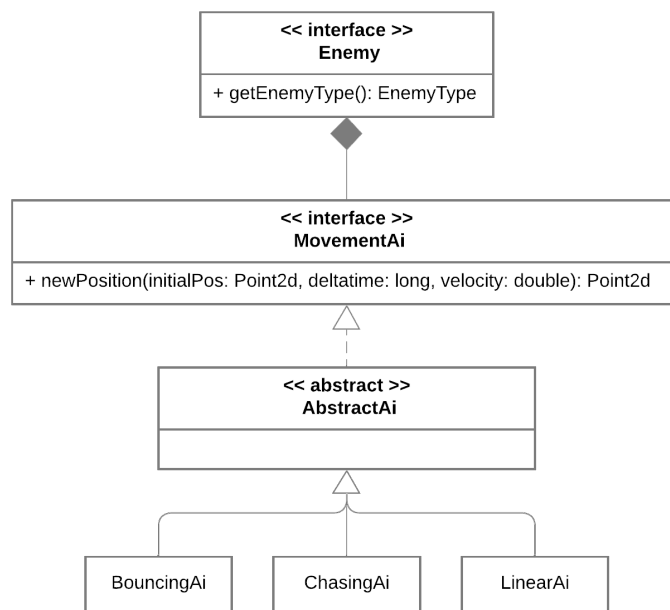 << interface >>
Enemy
+ getEnemyType(): EnemyType
<< interface >>
MovementAi
+ newPosition(initialPos: Point2d, deltatime: long, velocity: double): Point2d
<< abstract >>
AbstractAi
BouncingAi
ChasingAi
LinearAi